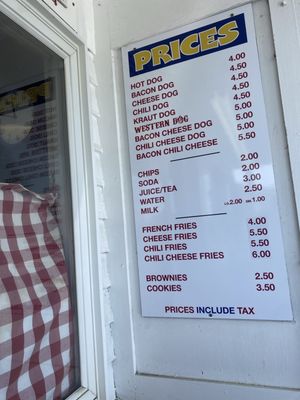 PRICES
HOT DOG 4.00
BACON DOG 4.50
CHEESE DOG 4.50
CHILI DOG 4.50
KRAUT DOG 4.50
WESTERN DOG 5.00
BACON CHEESE DOG 5.00
CHILI CHEESE DOG 5.00
BACON CHILI CHEESE 5.50
CHIPS 2.00
SODA 2.00
JUICE/TEA 3.00
WATER 2.50
MILK LG.2.00 SM.1.00
FRENCH FRIES 4.00
CHEESE FRIES 5.50
CHILI FRIES 5.50
CHILI CHEESE FRIES 6.00
BROWNIES 2.50
COOKIES 3.50
PRICES INCLUDE TAX